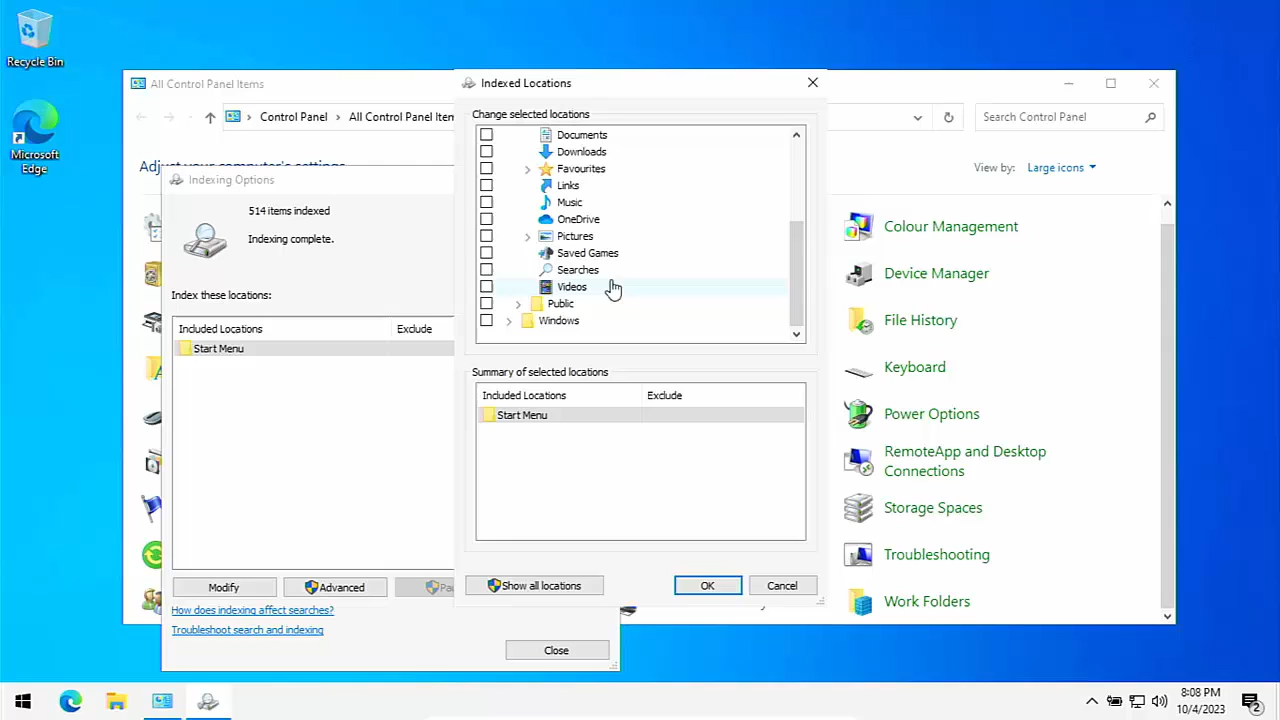 Recycle Bin
Microsoft
Edge
All Control Panel Items
Control Panel
All Control Panel Item
Search Control Panel
Adjust your computer's settings
View by:
Large icons
Indexing Options
514 items indexed
Indexing complete.
Index these locations:
Included Locations
Exclude
Start Menu
Modify
Advanced
Pau
How does indexing affect searches?
Troubleshoot search and indexing
Close
Indexed Locations
Change selected locations
Documents
Downloads
Favourites
Links
Music
OneDrive
Pictures
Saved Games
Searches
Videos
Public
Windows
Summary of selected locations
Included Locations
Exclude
Start Menu
Show all locations
OK
Cancel
Colour Management
Device Manager
File History
Keyboard
Power Options
RemoteApp and Desktop
Connections
Storage Spaces
Troubleshooting
Work Folders
8:08 PM
10/4/2023
2